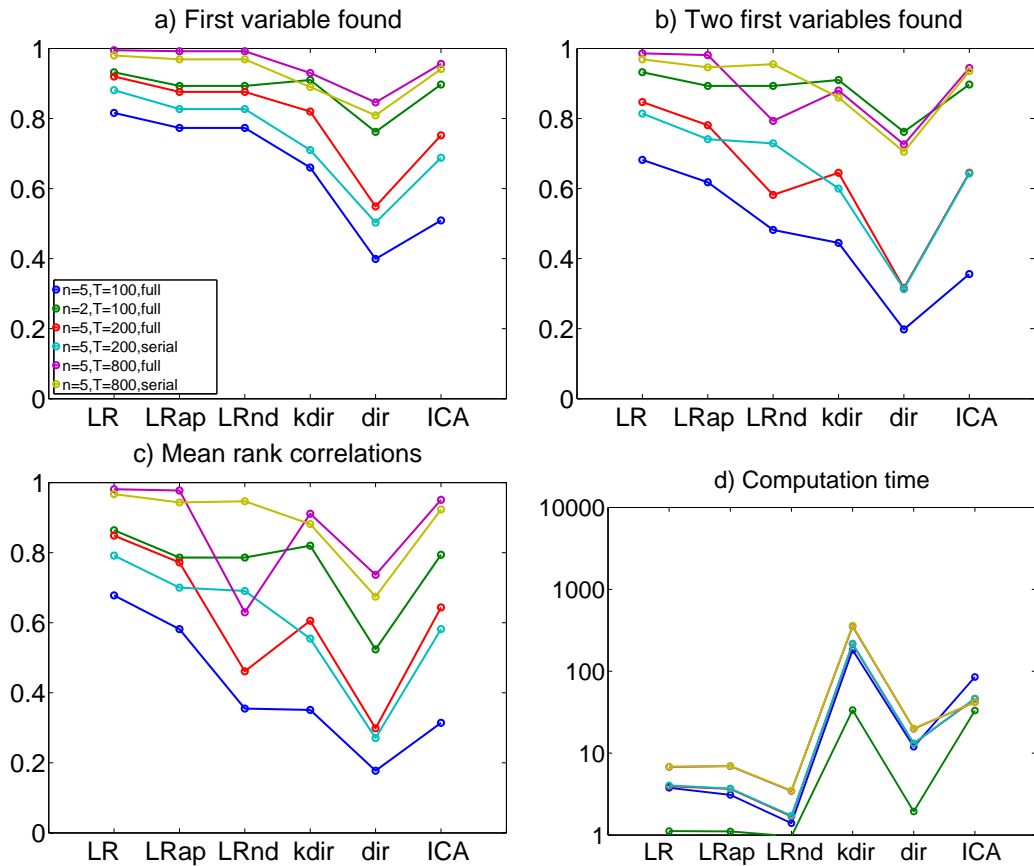 a) First variable found
1
0.8
0.6
0.4
0.2
0
n=5,T=100,full
n=2,T=100,full
n=5,T=200,full
n=5,T=200,serial
n=5,T=800,full
n=5,T=800,serial
LR LRap LRnd kdir dir ICA
b) Two first variables found
1
0.8
0.6
0.4
0.2
0
LR LRap LRnd kdir dir ICA
c) Mean rank correlations
1
0.8
0.6
0.4
0.2
0
LR LRap LRnd kdir dir ICA
d) Computation time
10000
1000
100
10
1
LR LRap LRnd kdir dir ICA